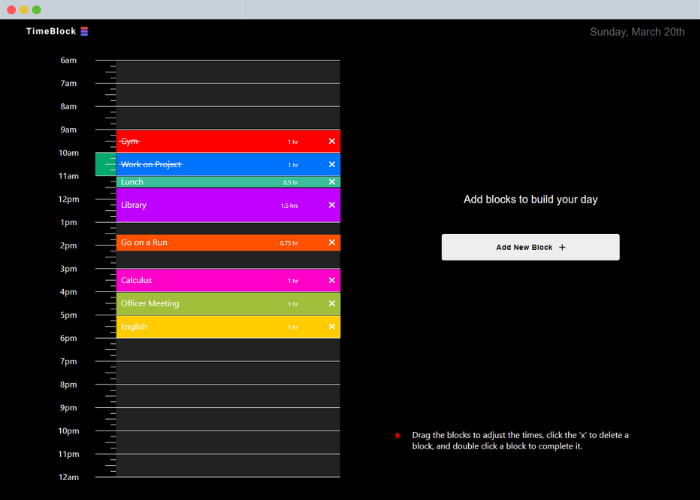 TimeBlock
Sunday, March 20th
6am
7am
8am
9am
Gym 1 hr ✕
10am
Work on Project 1 hr ✕
11am
Lunch 0.5 hr ✕
12pm
Library 1.5 hrs ✕
1pm
Go on a Run 0.75 hr ✕
2pm
3pm
Calculus 1 hr ✕
4pm
Officer Meeting 1 hr ✕
5pm
English 1 hr ✕
6pm
7pm
8pm
9pm
10pm
11pm
12am
Add blocks to build your day
Add New Block +
* Drag the blocks to adjust the times, click the 'x' to delete a
block, and double click a block to complete it.